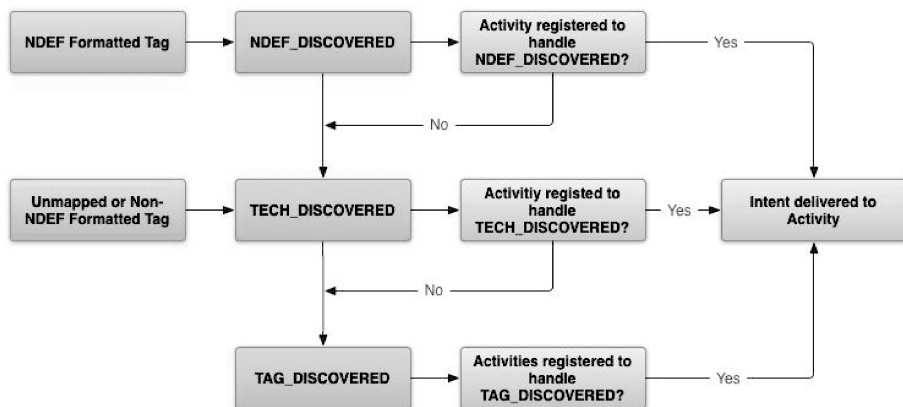 NDEF Formatted Tag
NDEF_DISCOVERED
Activity registered to
handle
NDEF_DISCOVERED?
Yes
No
Unmapped or Non-
NDEF Formatted Tag
TECH_DISCOVERED
Activitiy registed to
handle
TECH_DISCOVERED?
Yes
Intent delivered to
Activity
No
TAG_DISCOVERED
Activities registered to
handle
TAG_DISCOVERED?
Yes